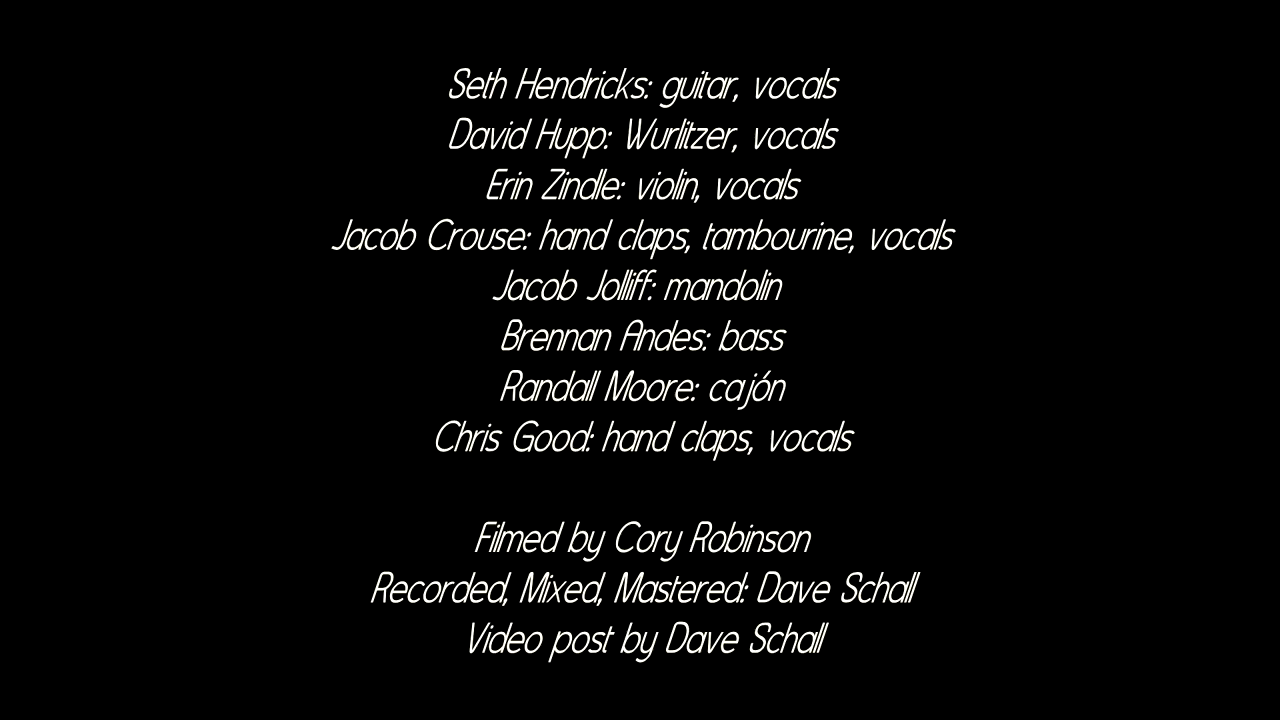 Seth Hendricks: guitar, vocals
David Hupp: Wurlitzer, vocals
Erin Zindle: violin, vocals
Jacob Crouse: hand claps, tambourine, vocals
Jacob Jolliff: mandolin
Brennan Andes: bass
Randall Moore: cajón
Chris Good: hand claps, vocals
Filmed by Cory Robinson
Recorded, Mixed, Mastered: Dave Schall
Video post by Dave Schall